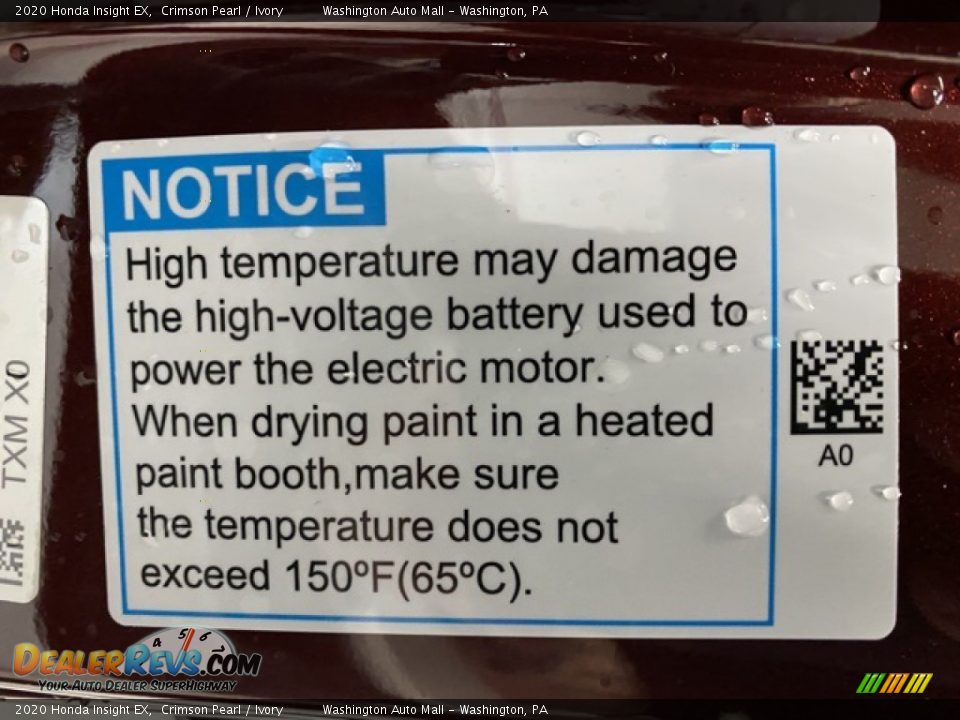 2020 Honda Insight EX, Crimson Pearl / Ivory Washington Auto Mall - Washington, PA
NOTICE
High temperature may damage
the high-voltage battery used to
power the electric motor.
When drying paint in a heated
paint booth,make sure
the temperature does not
exceed 150ºF(65ºC).
A0
TXM X0
4 5 6
DEALERREVS.COM
YOUR AUTO DEALER SUPERHIGHWAY
2020 Honda Insight EX, Crimson Pearl / Ivory Washington Auto Mall - Washington, PA